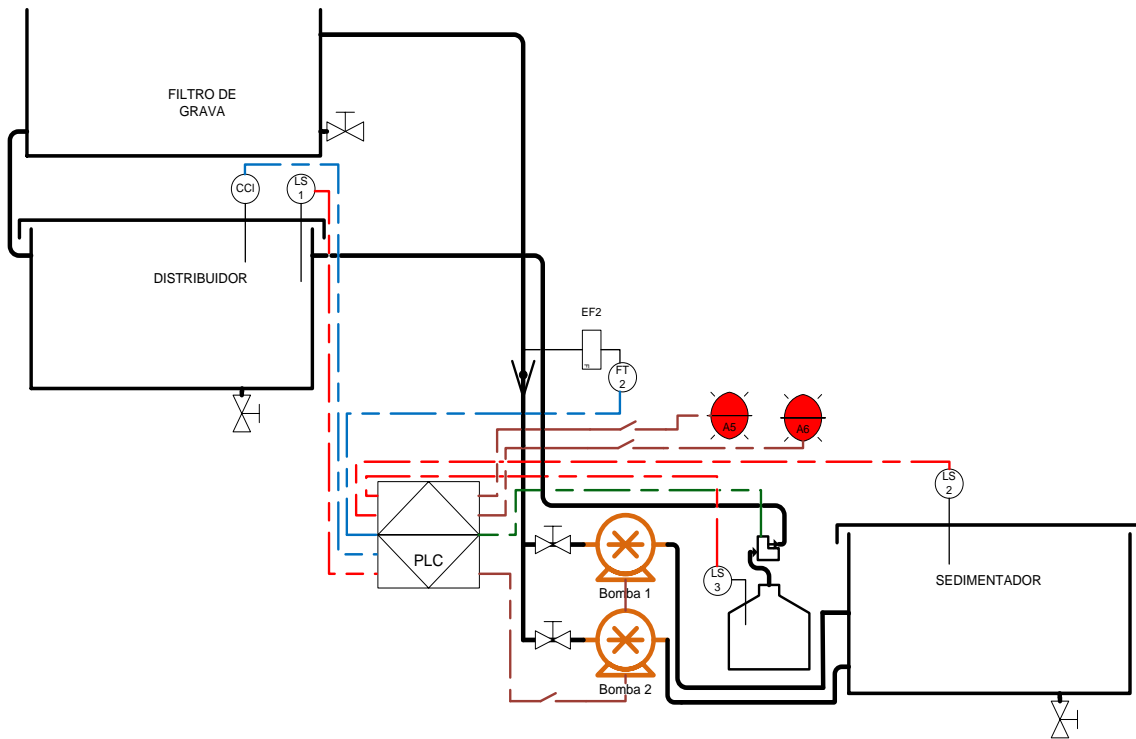 FILTRO DE
GRAVA
CCI
LS
1
DISTRIBUIDOR
EF2
FT
2
A5
A6
LS
2
PLC
LS
3
SEDIMENTADOR
Bomba 1
Bomba 2